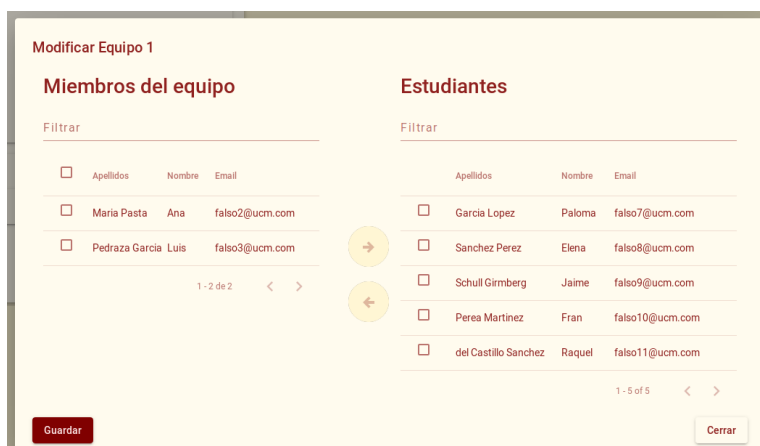 Modificar Equipo 1
Miembros del equipo
Filtrar
Apellidos Nombre Email
Maria Pasta Ana falso2@ucm.com
Pedraza Garcia Luis falso3@ucm.com
1 - 2 de 2
Estudiantes
Filtrar
Apellidos Nombre Email
Garcia Lopez Paloma falso7@ucm.com
Sanchez Perez Elena falso8@ucm.com
Schull Girmberg Jaime falso9@ucm.com
Perea Martinez Fran falso10@ucm.com
del Castillo Sanchez Raquel falso11@ucm.com
1 - 5 of 5
Guardar
Cerrar